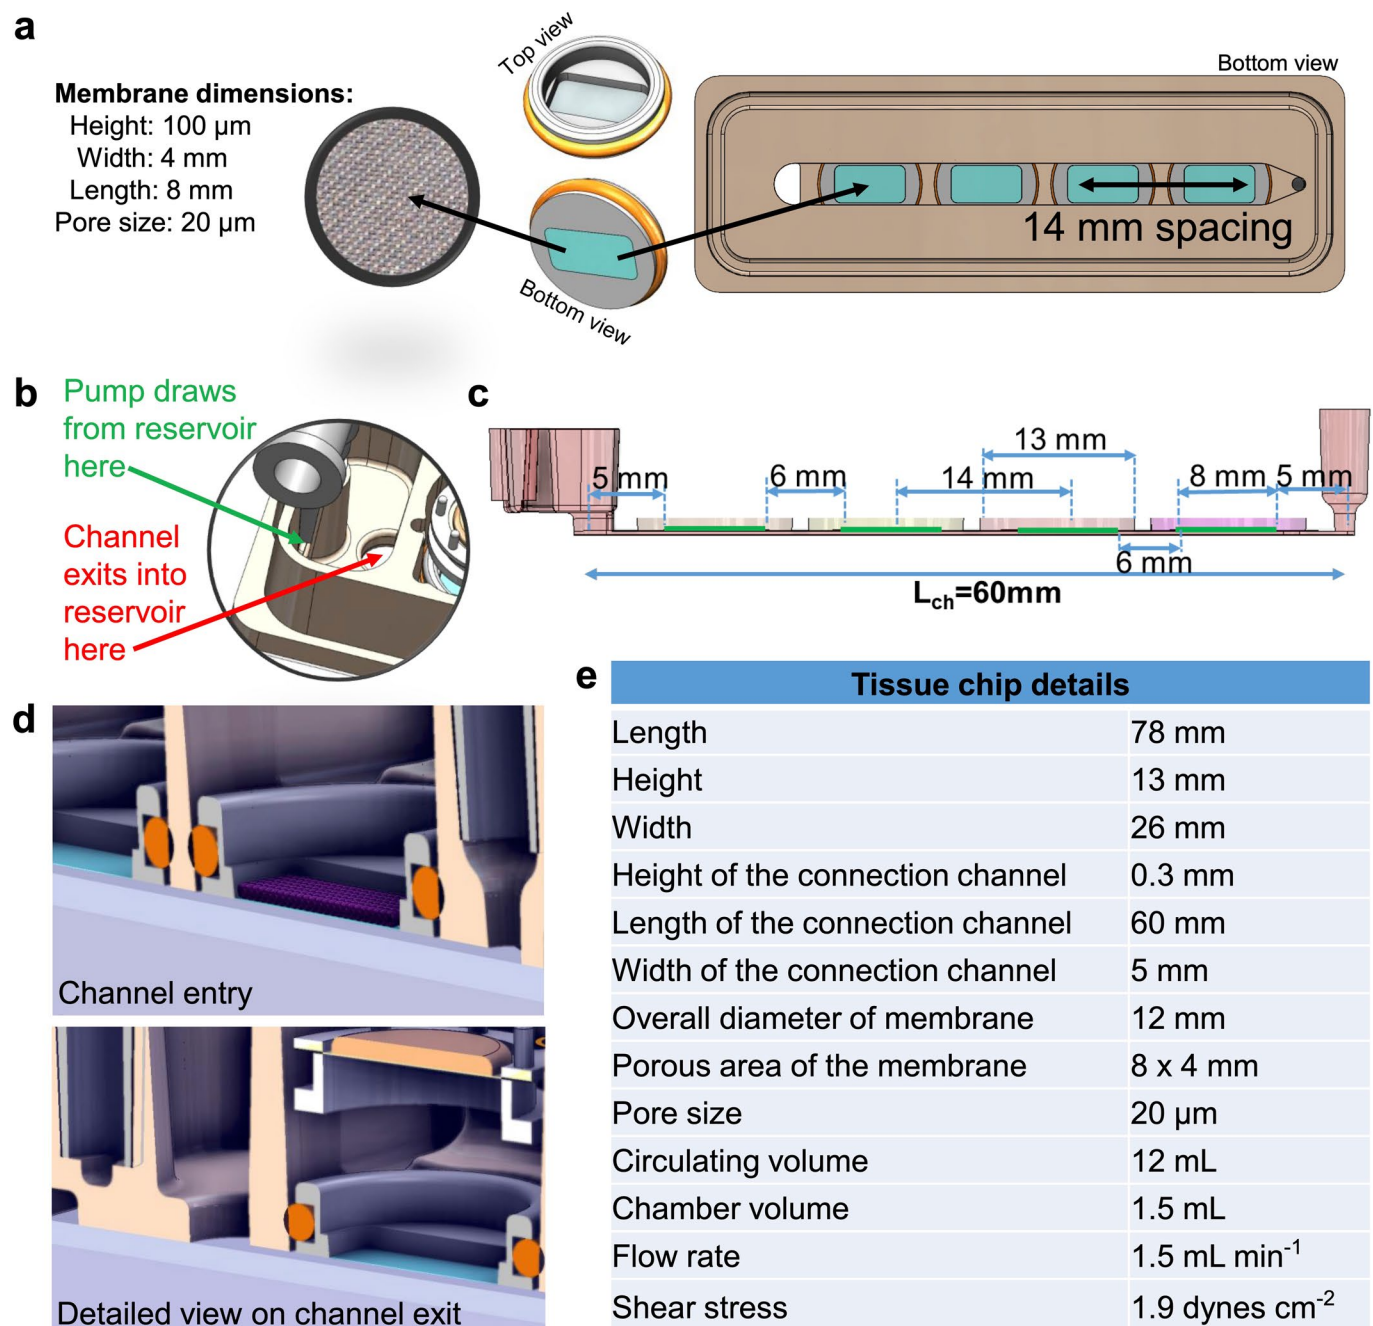 a
Membrane dimensions:
Height: 100 µm
Width: 4 mm
Length: 8 mm
Pore size: 20 µm
Top view
Bottom view
Bottom view
14 mm spacing
b
Pump draws
from reservoir
here
Channel
exits into
reservoir
here
c
13 mm
5 mm
6 mm
14 mm
8 mm
5 mm
6 mm
Lch=60mm
d
Channel entry
Detailed view on channel exit
e
Tissue chip details
Length 78 mm
Height 13 mm
Width 26 mm
Height of the connection channel 0.3 mm
Length of the connection channel 60 mm
Width of the connection channel 5 mm
Overall diameter of membrane 12 mm
Porous area of the membrane 8 x 4 mm
Pore size 20 µm
Circulating volume 12 mL
Chamber volume 1.5 mL
Flow rate 1.5 mL min⁻¹
Shear stress 1.9 dynes cm⁻²